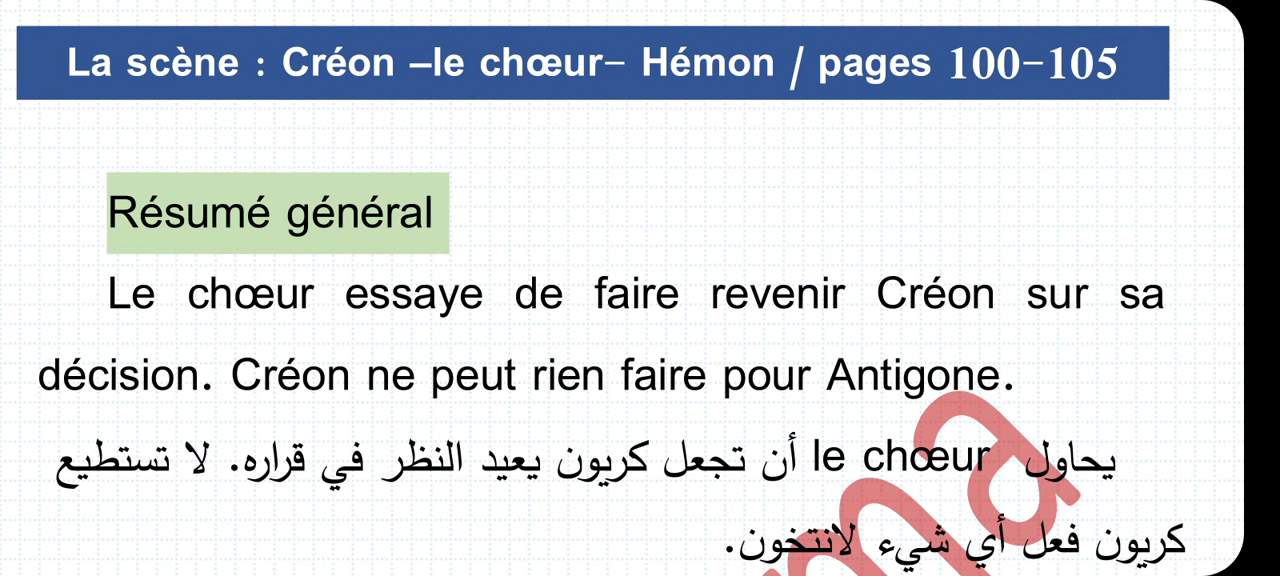 La scène : Créon –le chœur– Hémon / pages 100-105
Résumé général
Le chœur essaye de faire revenir Créon sur sa
décision. Créon ne peut rien faire pour Antigone.
يحاول le chœur أن تجعل كريون يعيد النظر في قراره. لا تستطيع
كريون فعل أي شيء لانتخون.
ma